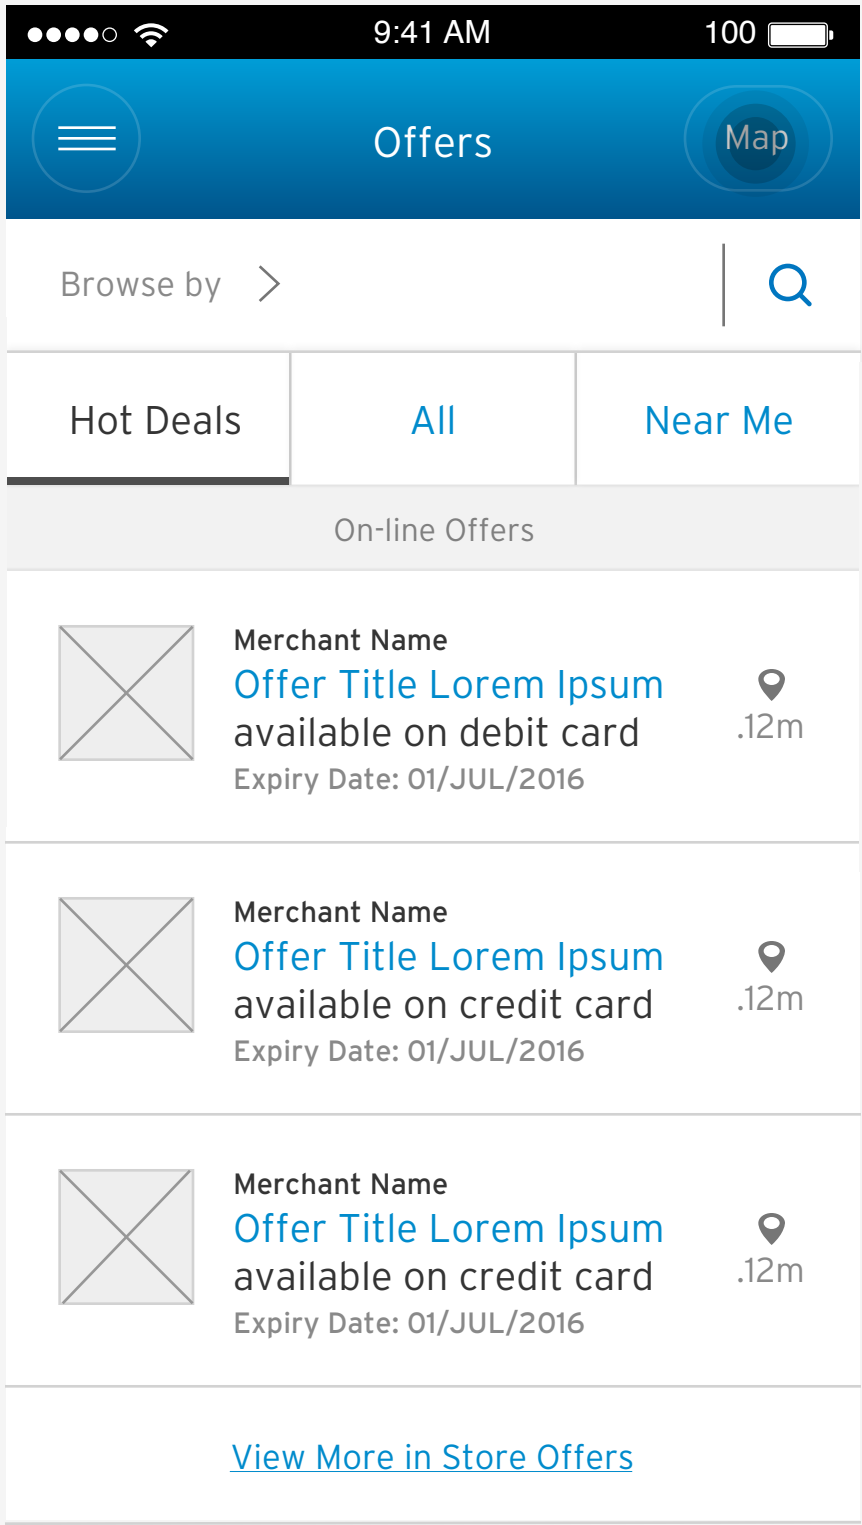 9:41 AM
100
Offers
Map
Browse by
Hot Deals
All
Near Me
On-line Offers
Merchant Name
Offer Title Lorem Ipsum
available on debit card
Expiry Date: 01/JUL/2016
.12m
Merchant Name
Offer Title Lorem Ipsum
available on credit card
Expiry Date: 01/JUL/2016
.12m
Merchant Name
Offer Title Lorem Ipsum
available on credit card
Expiry Date: 01/JUL/2016
.12m
View More in Store Offers